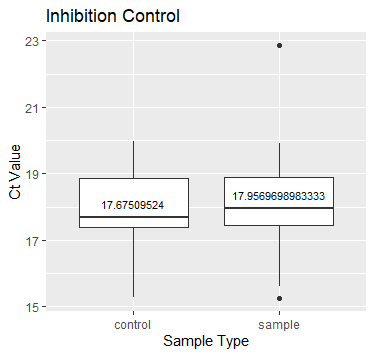 Inhibition Control
Ct Value
23
21
19
17
15
17.67509524
17.9569698983333
control
sample
Sample Type